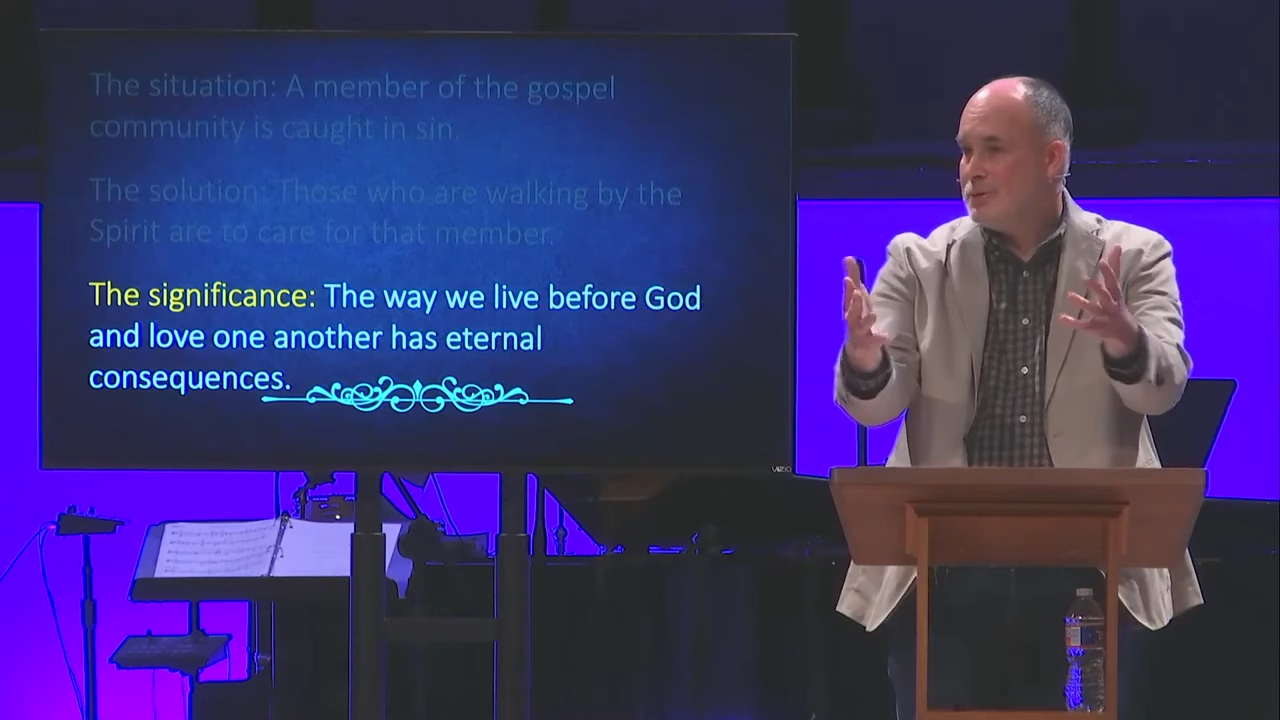 The situation: A member of the gospel
community is caught in sin.
The solution: Those who are walking by the
Spirit are to care for that member.
The significance: The way we live before God
and love one another has eternal
consequences.
VIZIO